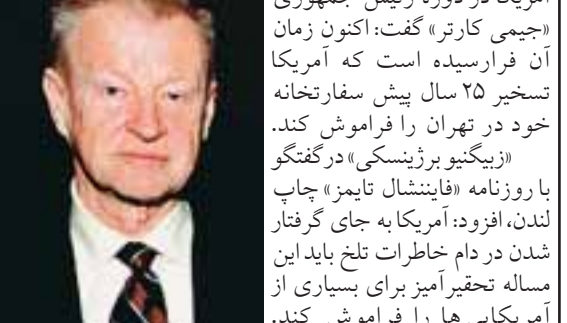 آمریکا در دوره رئیس جمهوری
«جیمی کارتر» گفت: اکنون زمان
آن فرارسیده است که آمریکا
تسخیر ۲۵ سال پیش سفارتخانه
خود در تهران را فراموش کند.
«زبیگنیو برژینسکی» در گفتگو
با روزنامه «فایننشال تایمز» چاپ
لندن، افزود: آمریکا به جای گرفتار
شدن در دام خاطرات تلخ باید این
مساله تحقیرآمیز برای بسیاری از
آمریکایی ها را فراموش کند.